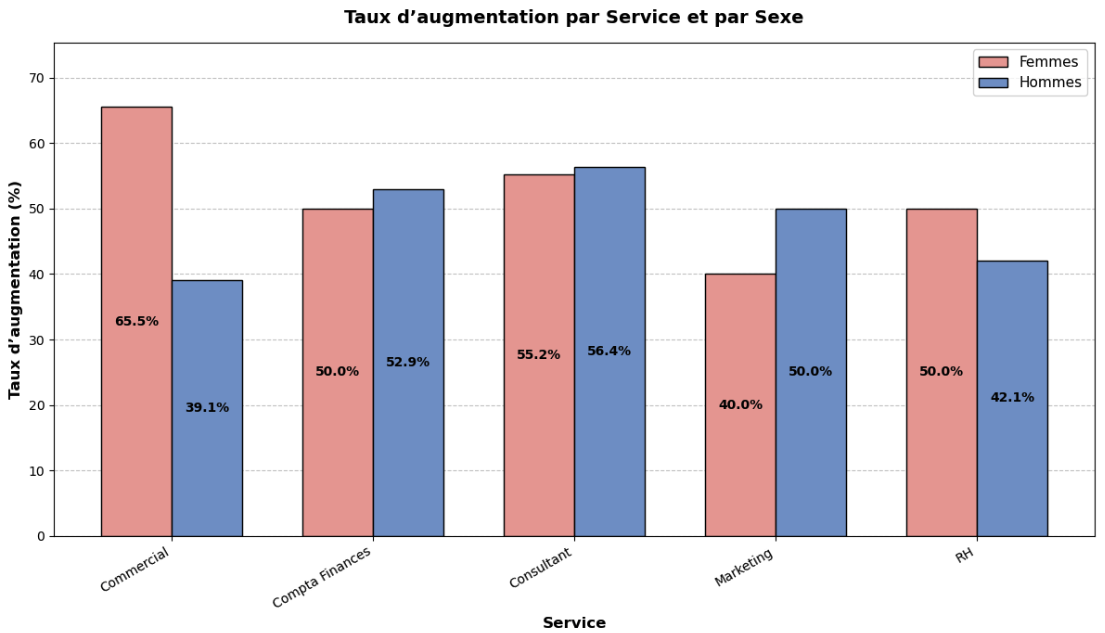 Taux d’augmentation par Service et par Sexe
Femmes
Hommes
Taux d’augmentation (%)
70
60
50
40
30
20
10
0
65.5%
39.1%
50.0%
52.9%
55.2%
56.4%
40.0%
50.0%
50.0%
42.1%
Commercial
Compta Finances
Consultant
Marketing
RH
Service